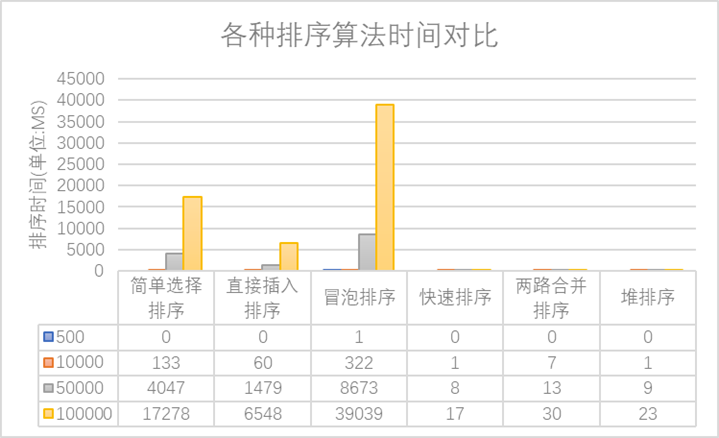 各种排序算法时间对比
排序时间(单位:MS)
45000
40000
35000
30000
25000
20000
15000
10000
5000
0
简单选择排序 直接插入排序 冒泡排序 快速排序 两路合并排序 堆排序
500 0 0 1 0 0 0
10000 133 60 322 1 7 1
50000 4047 1479 8673 8 13 9
100000 17278 6548 39039 17 30 23